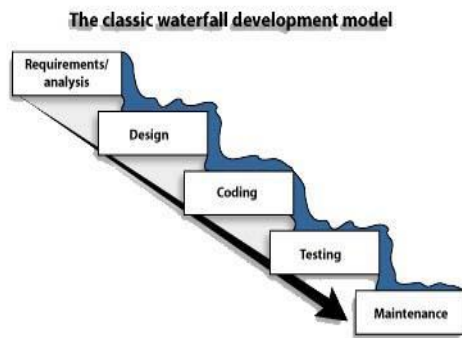 The classic waterfall development model
Requirements/
analysis
Design
Coding
Testing
Maintenance